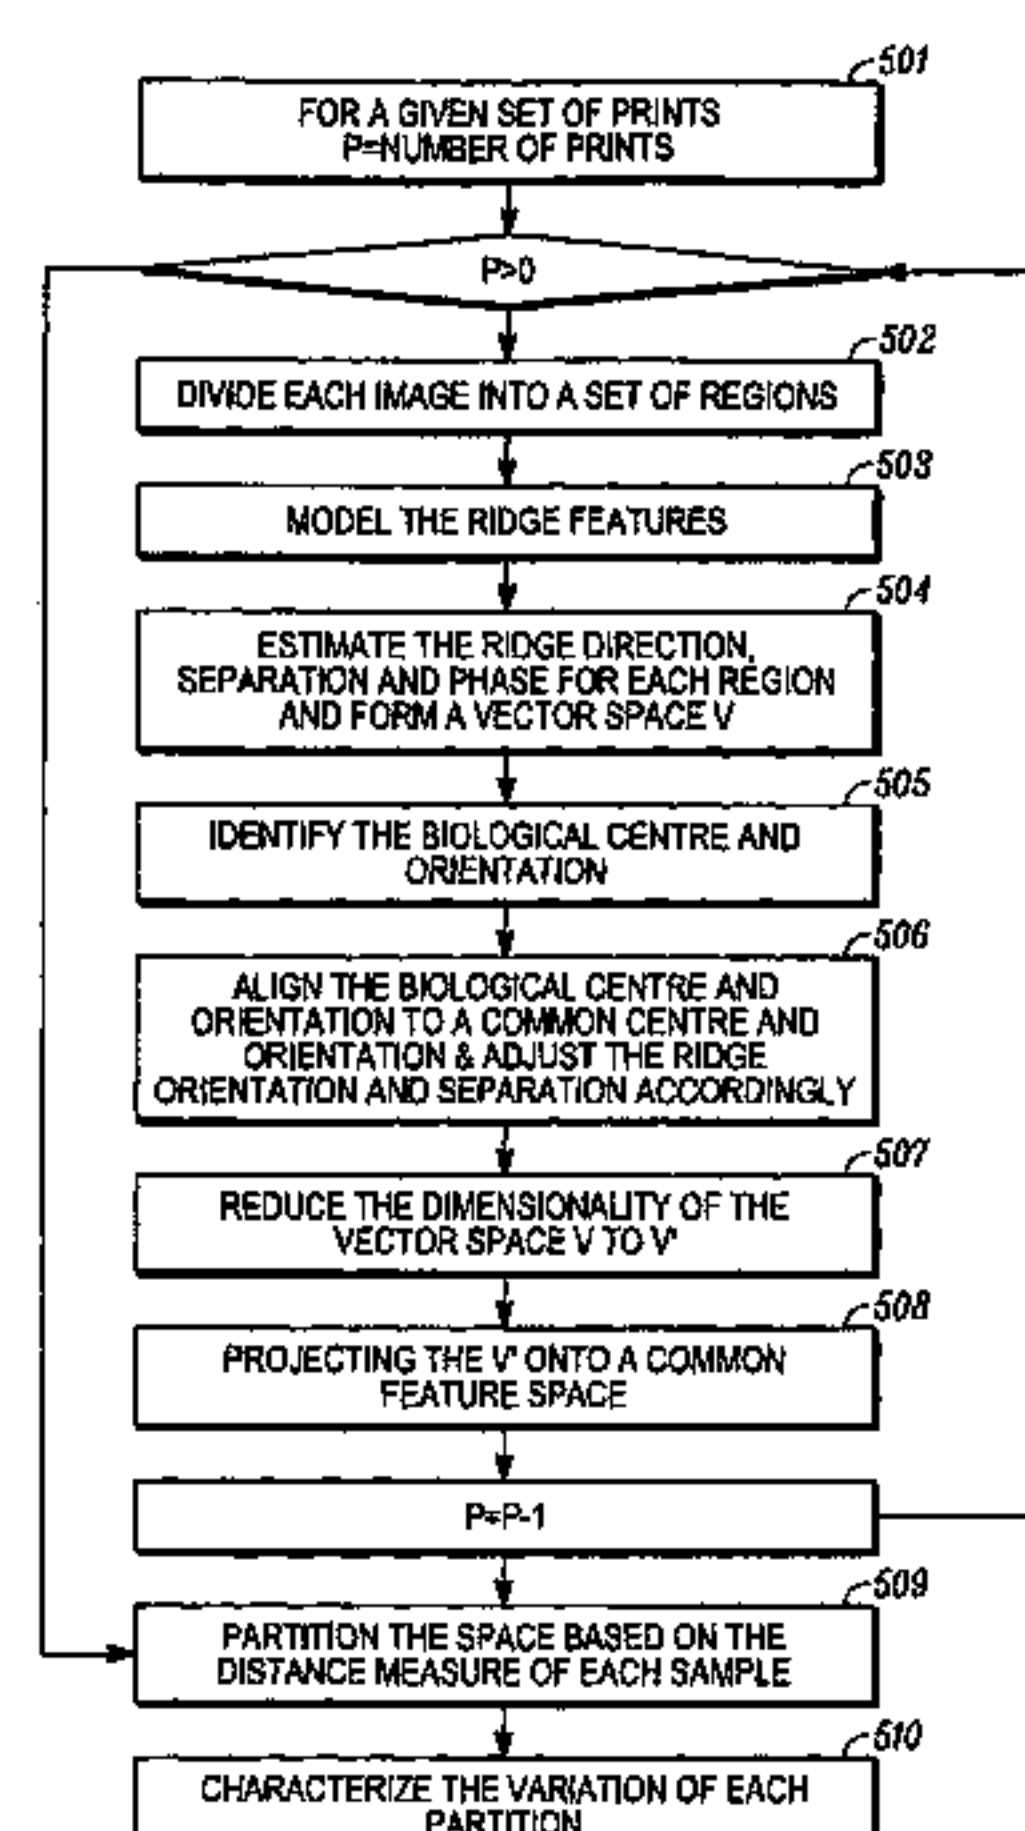 501
FOR A GIVEN SET OF PRINTS
P=NUMBER OF PRINTS
P>0
502
DIVIDE EACH IMAGE INTO A SET OF REGIONS
503
MODEL THE RIDGE FEATURES
504
ESTIMATE THE RIDGE DIRECTION,
SEPARATION AND PHASE FOR EACH REGION
AND FORM A VECTOR SPACE V
505
IDENTIFY THE BIOLOGICAL CENTRE AND
ORIENTATION
506
ALIGN THE BIOLOGICAL CENTRE AND
ORIENTATION TO A COMMON CENTRE AND
ORIENTATION & ADJUST THE RIDGE
ORIENTATION AND SEPARATION ACCORDINGLY
507
REDUCE THE DIMENSIONALITY OF THE
VECTOR SPACE V TO V'
508
PROJECTING THE V' ONTO A COMMON
FEATURE SPACE
P=P-1
509
PARTITION THE SPACE BASED ON THE
DISTANCE MEASURE OF EACH SAMPLE
510
CHARACTERIZE THE VARIATION OF EACH
PARTITION